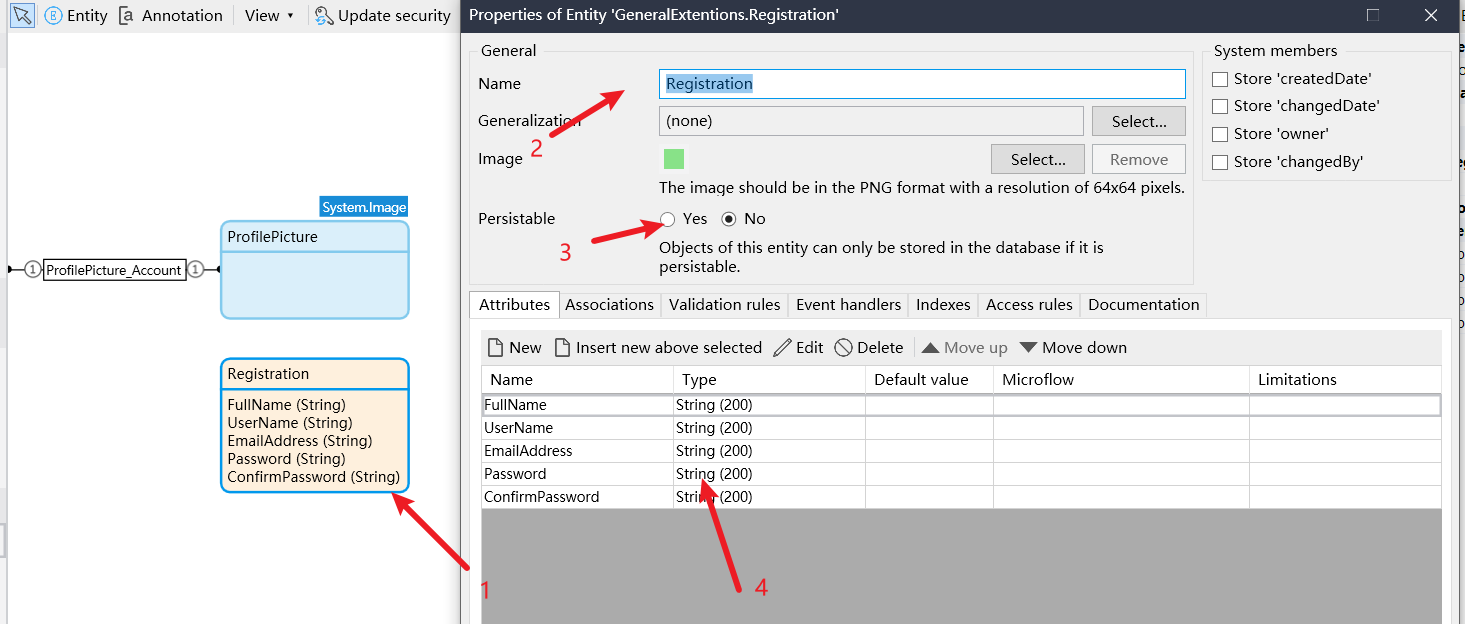 Entity
Annotation
View
Update security
Properties of Entity 'GeneralExtentions.Registration'
General
Name
Registration
Generalization
(none)
Select...
Image
Select...
Remove
The image should be in the PNG format with a resolution of 64x64 pixels.
Persistable
Yes
No
Objects of this entity can only be stored in the database if it is
persistable.
System members
Store 'createdDate'
Store 'changedDate'
Store 'owner'
Store 'changedBy'
System.Image
ProfilePicture
1
ProfilePicture_Account
1
Registration
FullName (String)
UserName (String)
EmailAddress (String)
Password (String)
ConfirmPassword (String)
1
2
3
4
Attributes
Associations
Validation rules
Event handlers
Indexes
Access rules
Documentation
New
Insert new above selected
Edit
Delete
Move up
Move down
Name Type Default value Microflow Limitations
FullName String (200)
UserName String (200)
EmailAddress String (200)
Password String (200)
ConfirmPassword String (200)